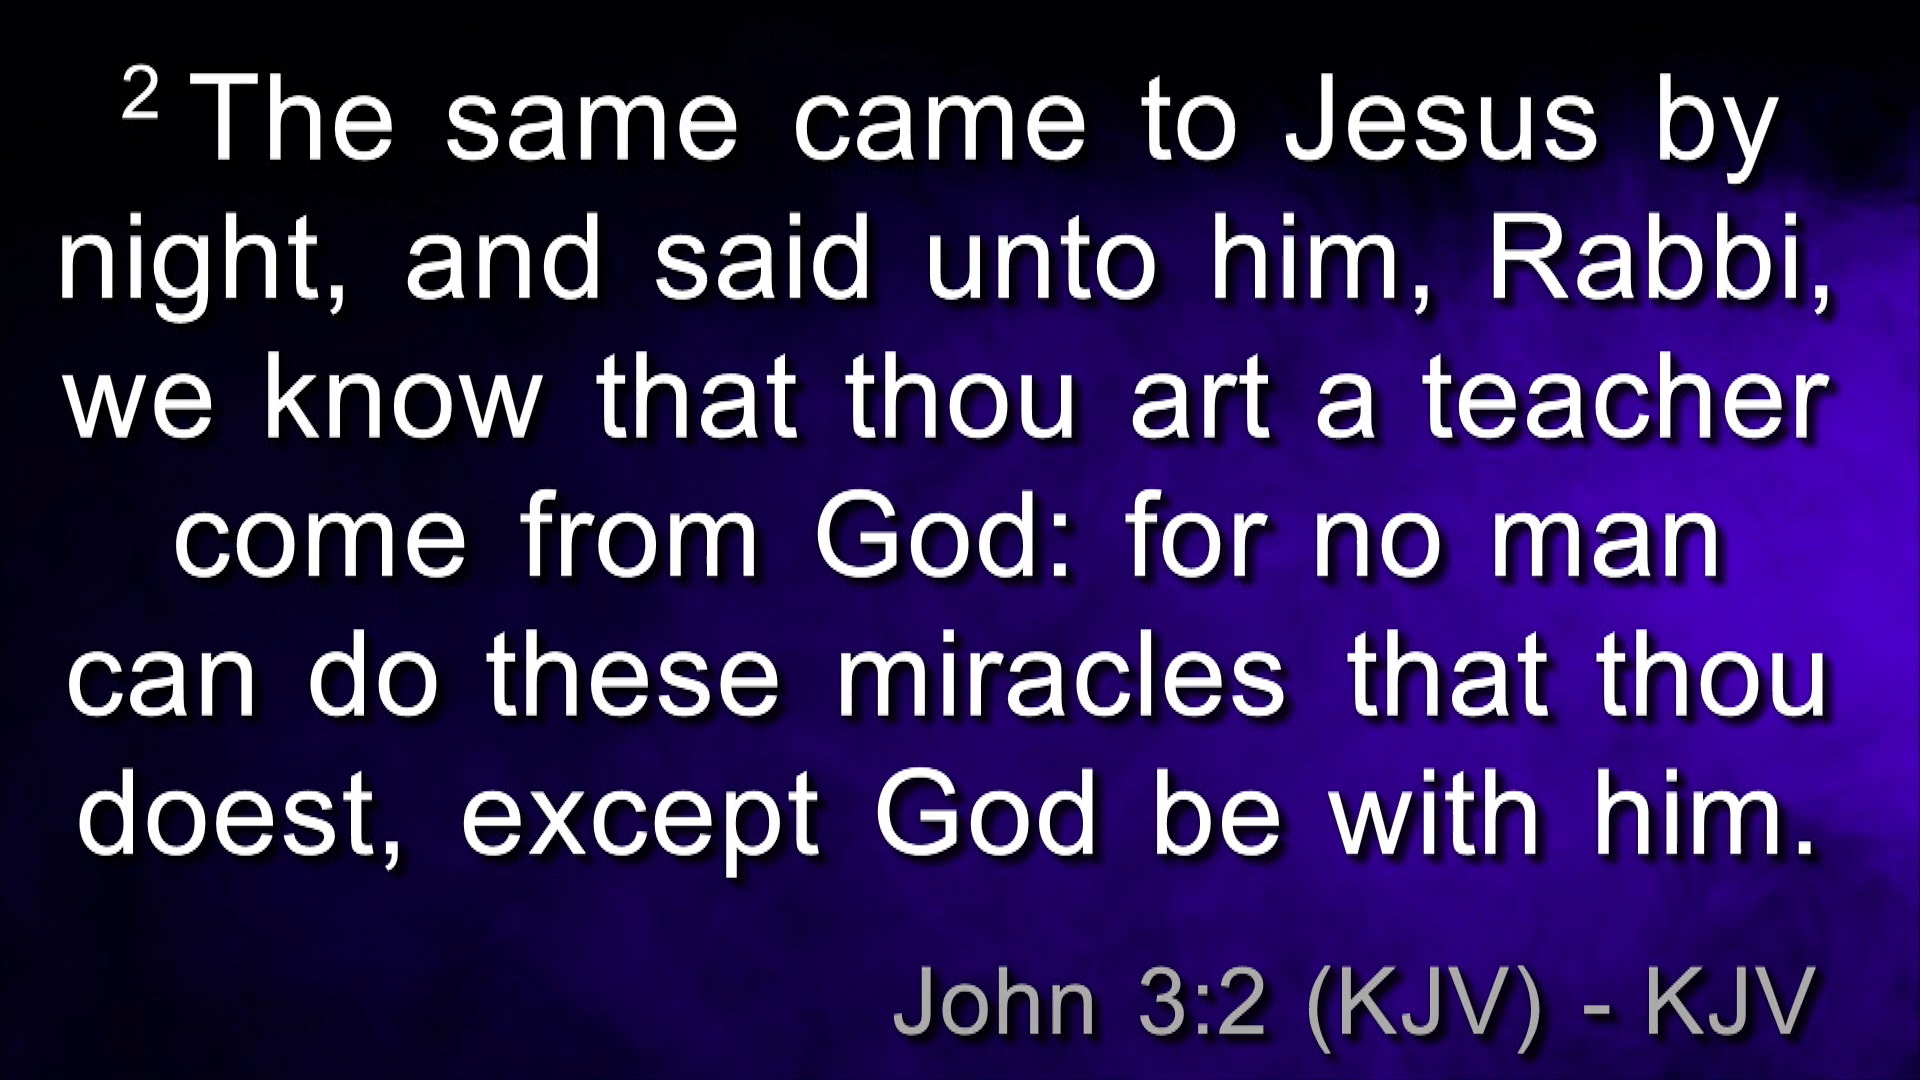 2 The same came to Jesus by
night, and said unto him, Rabbi,
we know that thou art a teacher
come from God: for no man
can do these miracles that thou
doest, except God be with him.
John 3:2 (KJV) - KJV